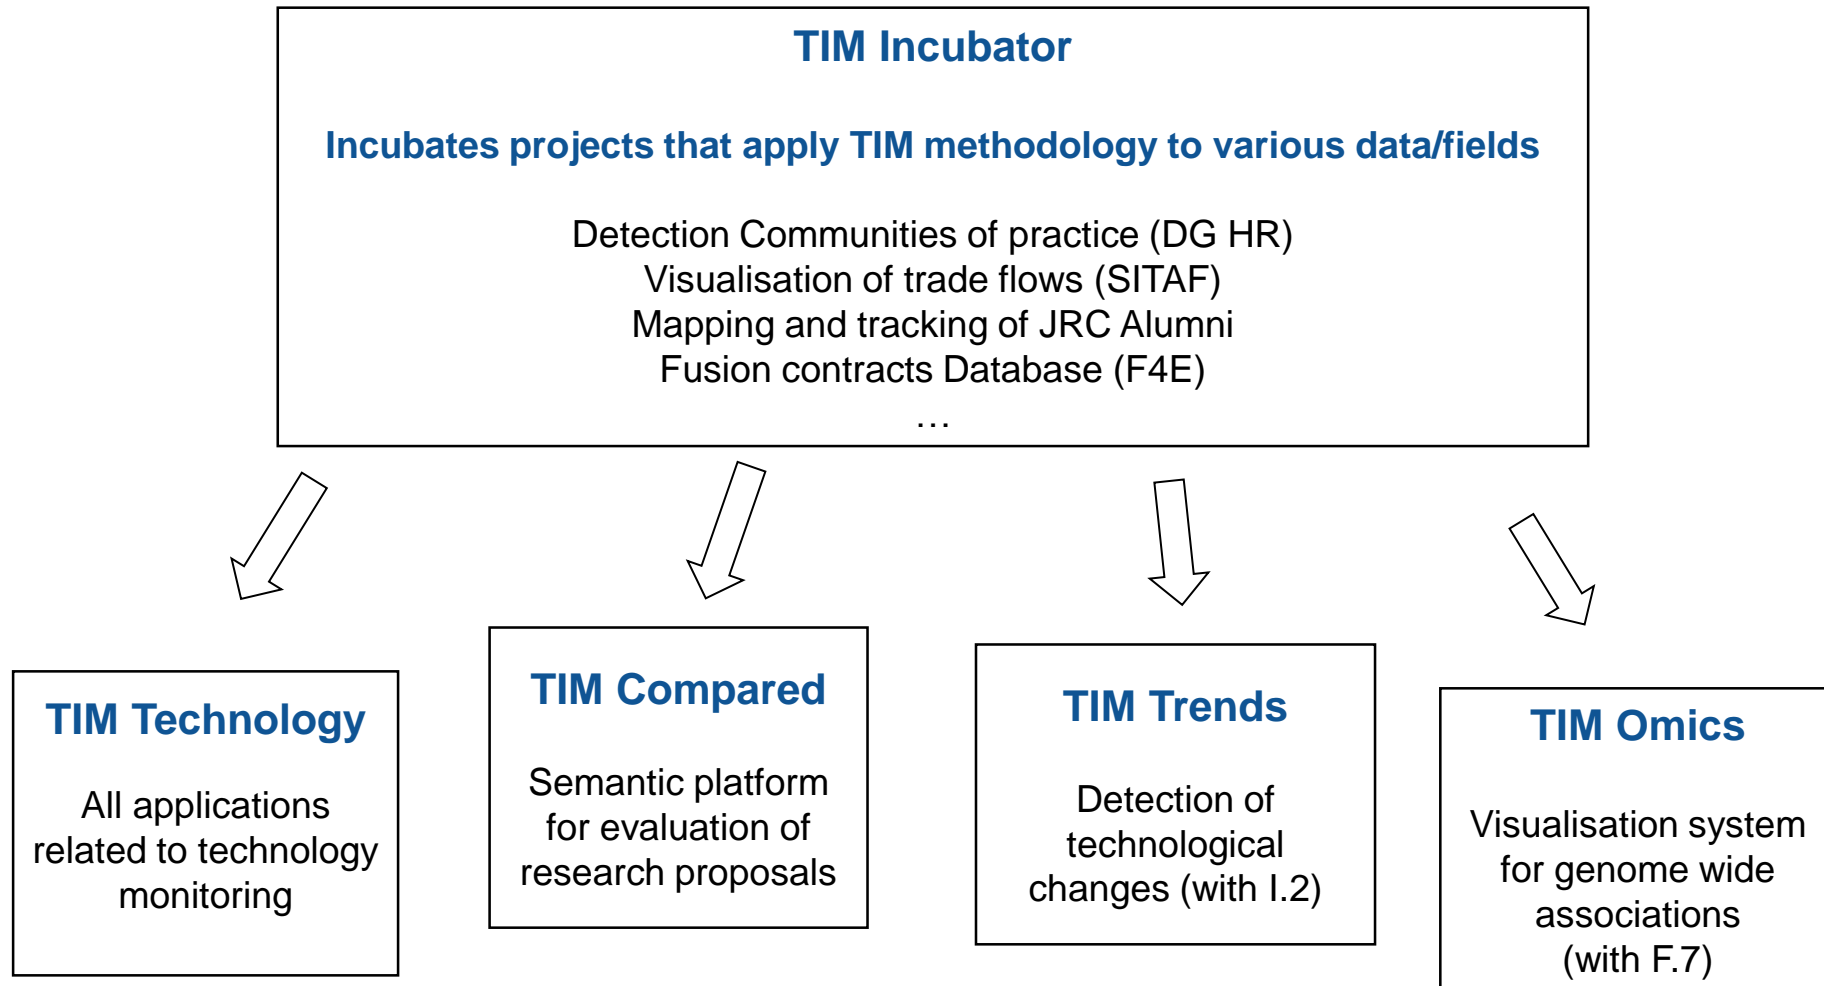 TIM Incubator
Incubates projects that apply TIM methodology to various data/fields
Detection Communities of practice (DG HR)
Visualisation of trade flows (SITAF)
Mapping and tracking of JRC Alumni
Fusion contracts Database (F4E)
…
TIM Technology
All applications
related to technology
monitoring
TIM Compared
Semantic platform
for evaluation of
research proposals
TIM Trends
Detection of
technological
changes (with I.2)
TIM Omics
Visualisation system
for genome wide
associations
(with F.7)